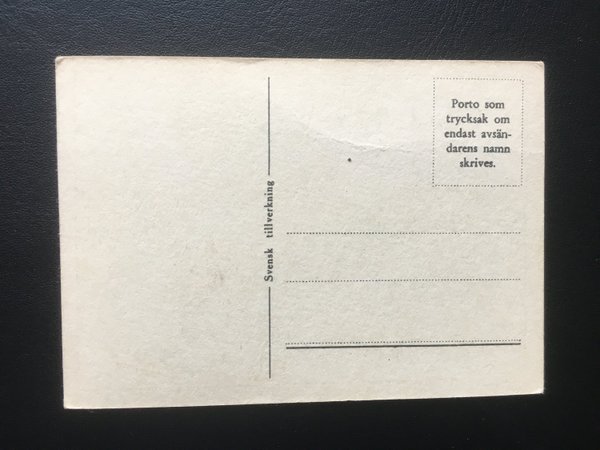 Svensk tillverkning
Porto som
trycksak om
endast avsän-
darens namn
skrives.